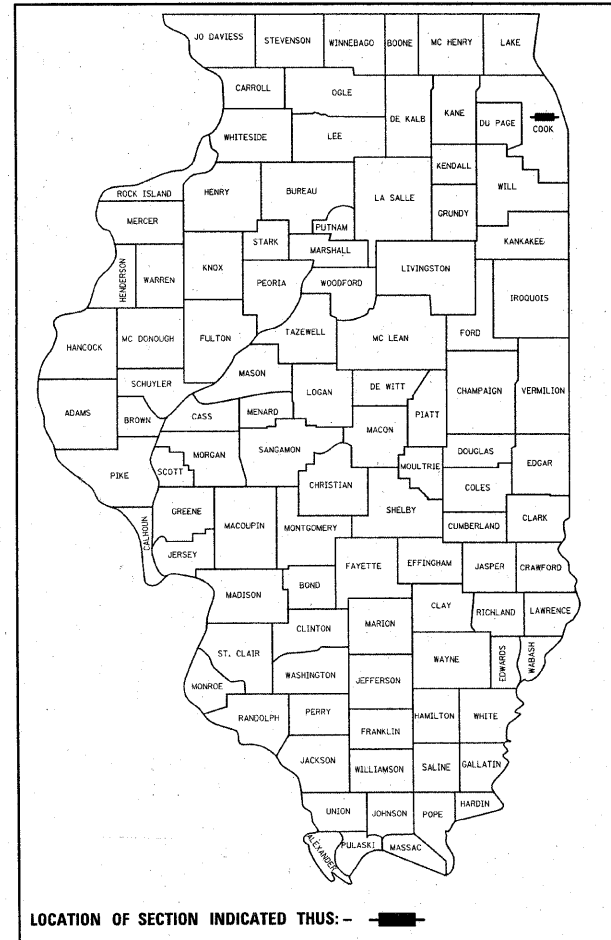 JO DAVIESS
STEVENSON
WINNEBAGO
BOONE
MC HENRY
LAKE
CARROLL
OGLE
DE KALB
KANE
DU PAGE
COOK
WHITESIDE
LEE
KENDALL
WILL
ROCK ISLAND
HENRY
BUREAU
LA SALLE
GRUNDY
MERCER
PUTNAM
STARK
MARSHALL
KANKAKEE
HENDERSON
WARREN
KNOX
PEORIA
WOODFORD
LIVINGSTON
IROQUOIS
HANCOCK
MC DONOUGH
FULTON
TAZEWELL
MC LEAN
FORD
MASON
SCHUYLER
LOGAN
DE WITT
CHAMPAIGN
VERMILION
ADAMS
BROWN
CASS
MENARD
MACON
PIATT
PIKE
SCOTT
MORGAN
SANGAMON
CHRISTIAN
MOULTRIE
DOUGLAS
EDGAR
COLES
CALHOUN
GREENE
MACOUPIN
MONTGOMERY
SHELBY
CUMBERLAND
CLARK
JERSEY
FAYETTE
EFFINGHAM
JASPER
CRAWFORD
MADISON
BOND
CLAY
RICHLAND
LAWRENCE
CLINTON
MARION
ST. CLAIR
WAYNE
EDWARDS
WABASH
WASHINGTON
JEFFERSON
MONROE
RANDOLPH
PERRY
HAMILTON
WHITE
FRANKLIN
JACKSON
WILLIAMSON
SALINE
GALLATIN
UNION
JOHNSON
POPE
HARDIN
ALEXANDER
PULASKI
MASSAC
LOCATION OF SECTION INDICATED THUS: -